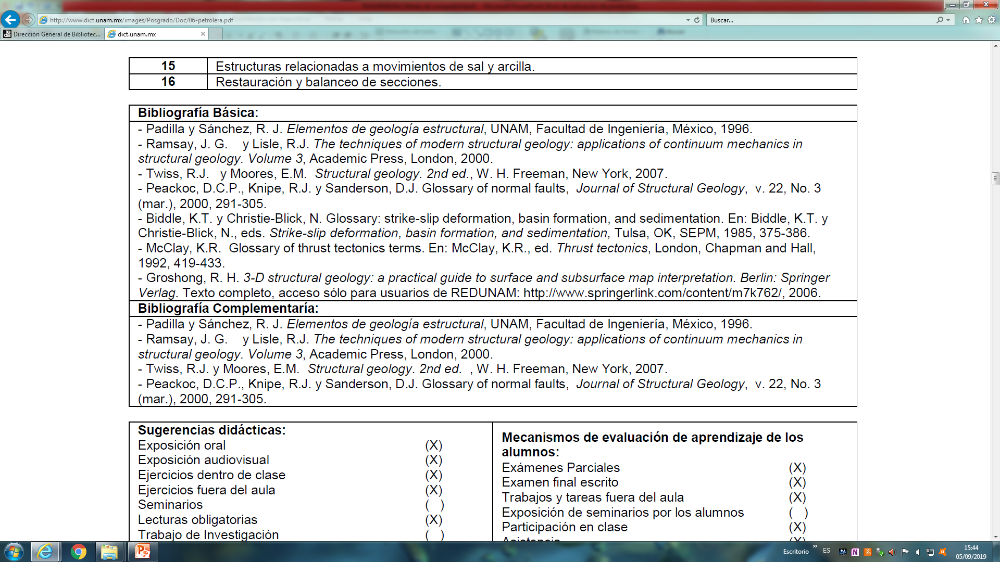 http://www.dict.unam.mx/images/Posgrado/Doc/06-petrolera.pdf
Buscar...
Dirección General de Bibliotec...
dict.unam.mx
15 Estructuras relacionadas a movimientos de sal y arcilla.
16 Restauración y balanceo de secciones.
Bibliografía Básica:
- Padilla y Sánchez, R. J. Elementos de geología estructural, UNAM, Facultad de Ingeniería, México, 1996.
- Ramsay, J. G. y Lisle, R.J. The techniques of modern structural geology: applications of continuum mechanics in
structural geology. Volume 3, Academic Press, London, 2000.
- Twiss, R.J. y Moores, E.M. Structural geology. 2nd ed., W. H. Freeman, New York, 2007.
- Peackoc, D.C.P., Knipe, R.J. y Sanderson, D.J. Glossary of normal faults, Journal of Structural Geology, v. 22, No. 3
(mar.), 2000, 291-305.
- Biddle, K.T. y Christie-Blick, N. Glossary: strike-slip deformation, basin formation, and sedimentation. En: Biddle, K.T. y
Christie-Blick, N., eds. Strike-slip deformation, basin formation, and sedimentation, Tulsa, OK, SEPM, 1985, 375-386.
- McClay, K.R. Glossary of thrust tectonics terms. En: McClay, K.R., ed. Thrust tectonics, London, Chapman and Hall,
1992, 419-433.
- Groshong, R. H. 3-D structural geology: a practical guide to surface and subsurface map interpretation. Berlin: Springer
Verlag. Texto completo, acceso sólo para usuarios de REDUNAM: http://www.springerlink.com/content/m7k762/, 2006.
Bibliografía Complementaría:
- Padilla y Sánchez, R. J. Elementos de geología estructural, UNAM, Facultad de Ingeniería, México, 1996.
- Ramsay, J. G. y Lisle, R.J. The techniques of modern structural geology: applications of continuum mechanics in
structural geology. Volume 3, Academic Press, London, 2000.
- Twiss, R.J. y Moores, E.M. Structural geology. 2nd ed. , W. H. Freeman, New York, 2007.
- Peackoc, D.C.P., Knipe, R.J. y Sanderson, D.J. Glossary of normal faults, Journal of Structural Geology, v. 22, No. 3
(mar.), 2000, 291-305.
Sugerencias didácticas:
Exposición oral (X)
Exposición audiovisual (X)
Ejercicios dentro de clase (X)
Ejercicios fuera del aula (X)
Seminarios ( )
Lecturas obligatorias (X)
Trabajo de Investigación ( )
Mecanismos de evaluación de aprendizaje de los
alumnos:
Exámenes Parciales (X)
Examen final escrito (X)
Trabajos y tareas fuera del aula (X)
Exposición de seminarios por los alumnos ( )
Participación en clase (X)
Asistencia (X)
Escritorio
ES
15:44
05/09/2019